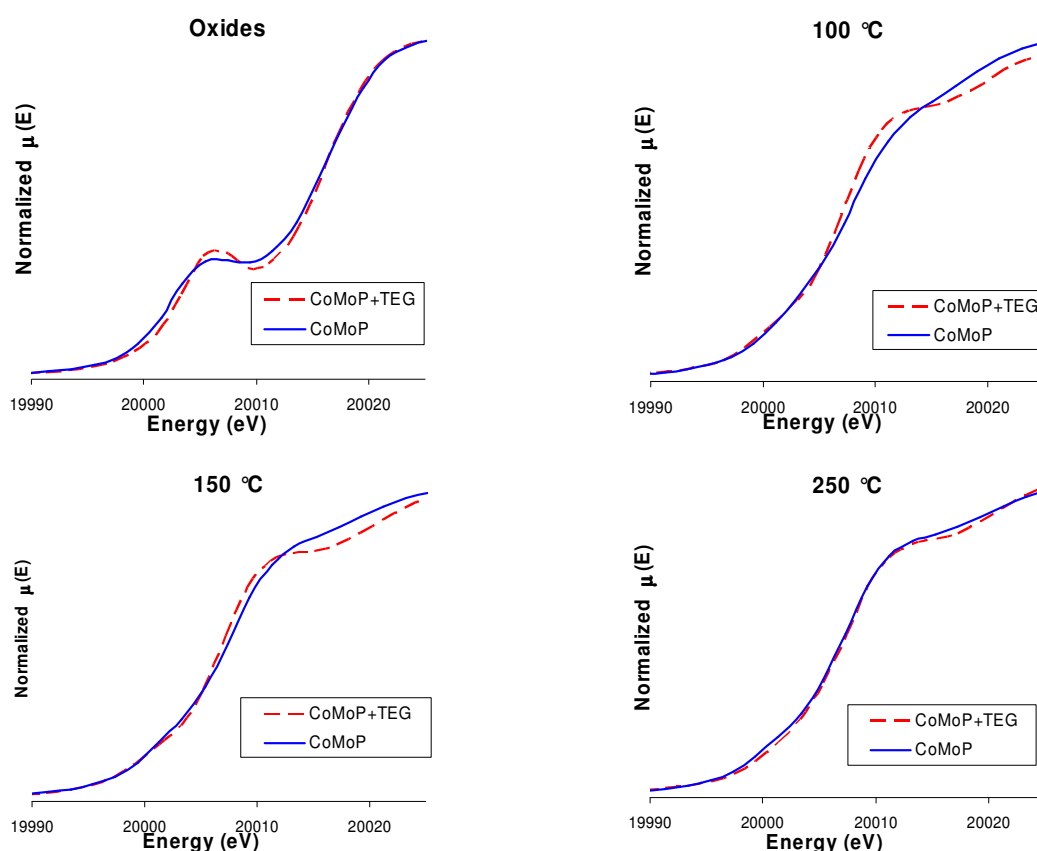 Oxides
Normalized μ(E)
CoMoP+TEG
CoMoP
19990 20000 20010 20020
Energy (eV)
100 °C
Normalized μ(E)
CoMoP+TEG
CoMoP
19990 20000 20010 20020
Energy (eV)
150 °C
Normalized μ(E)
CoMoP+TEG
CoMoP
19990 20000 20010 20020
Energy (eV)
250 °C
Normalized μ(E)
CoMoP+TEG
CoMoP
19990 20000 20010 20020
Energy (eV)